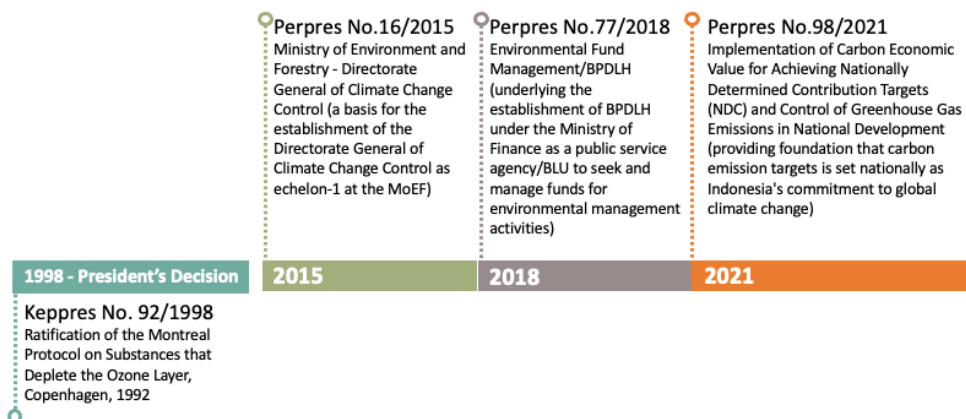 Perpres No.16/2015
Ministry of Environment and
Forestry - Directorate
General of Climate Change
Control (a basis for the
establishment of the
Directorate General of
Climate Change Control as
echelon-1 at the MoEF)
Perpres No.77/2018
Environmental Fund
Management/BPDLH
(underlying the
establishment of BPDLH
under the Ministry of
Finance as a public service
agency/BLU to seek and
manage funds for
environmental management
activities)
Perpres No.98/2021
Implementation of Carbon Economic
Value for Achieving Nationally
Determined Contribution Targets
(NDC) and Control of Greenhouse Gas
Emissions in National Development
(providing foundation that carbon
emission targets is set nationally as
Indonesia's commitment to global
climate change)
1998 - President's Decision
2015
2018
2021
Keppres No. 92/1998
Ratification of the Montreal
Protocol on Substances that
Deplete the Ozone Layer,
Copenhagen, 1992